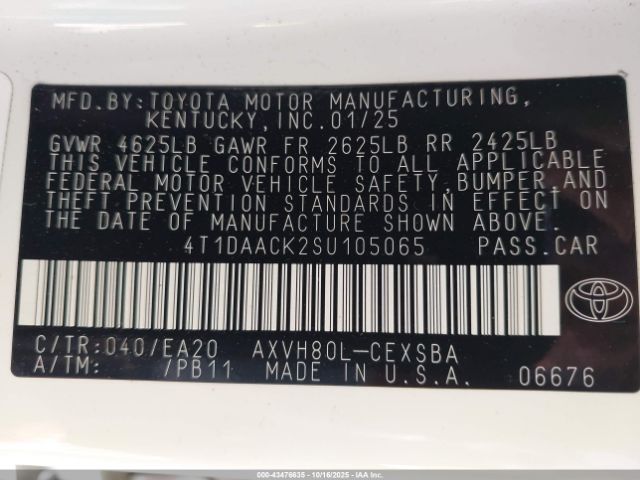 MFD.BY:TOYOTA MOTOR MANUFACTURING,
KENTUCKY,INC.01/25
GVWR 4625LB GAWR FR 2625LB RR 2425LB
THIS VEHICLE CONFORMS TO ALL APPLICABLE
FEDERAL MOTOR VEHICLE SAFETY,BUMPER,AND
THEFT PREVENTION STANDARDS IN EFFECT ON
THE DATE OF MANUFACTURE SHOWN ABOVE.
4T1DAACK2SU105065 PASS.CAR
C/TR:040/EA20 AXVH80L-CEXSBA
A/TM: /PB11 MADE IN U.S.A. 06676
000-43476635 - 10/16/2025 - IAAI.COM